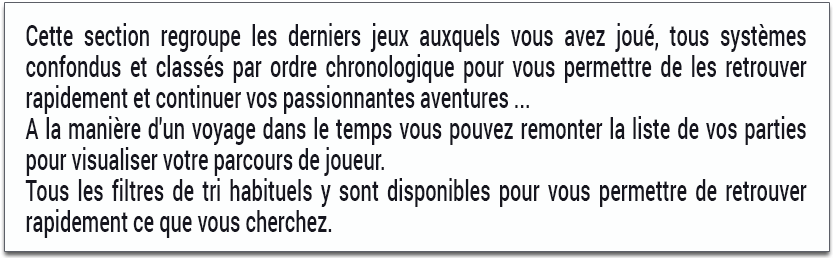 Cette section regroupe les derniers jeux auxquels vous avez joué, tous systèmes
confondus et classés par ordre chronologique pour vous permettre de les retrouver
rapidement et continuer vos passionnantes aventures ...
A la manière d'un voyage dans le temps vous pouvez remonter la liste de vos parties
pour visualiser votre parcours de joueur.
Tous les filtres de tri habituels y sont disponibles pour vous permettre de retrouver
rapidement ce que vous cherchez.